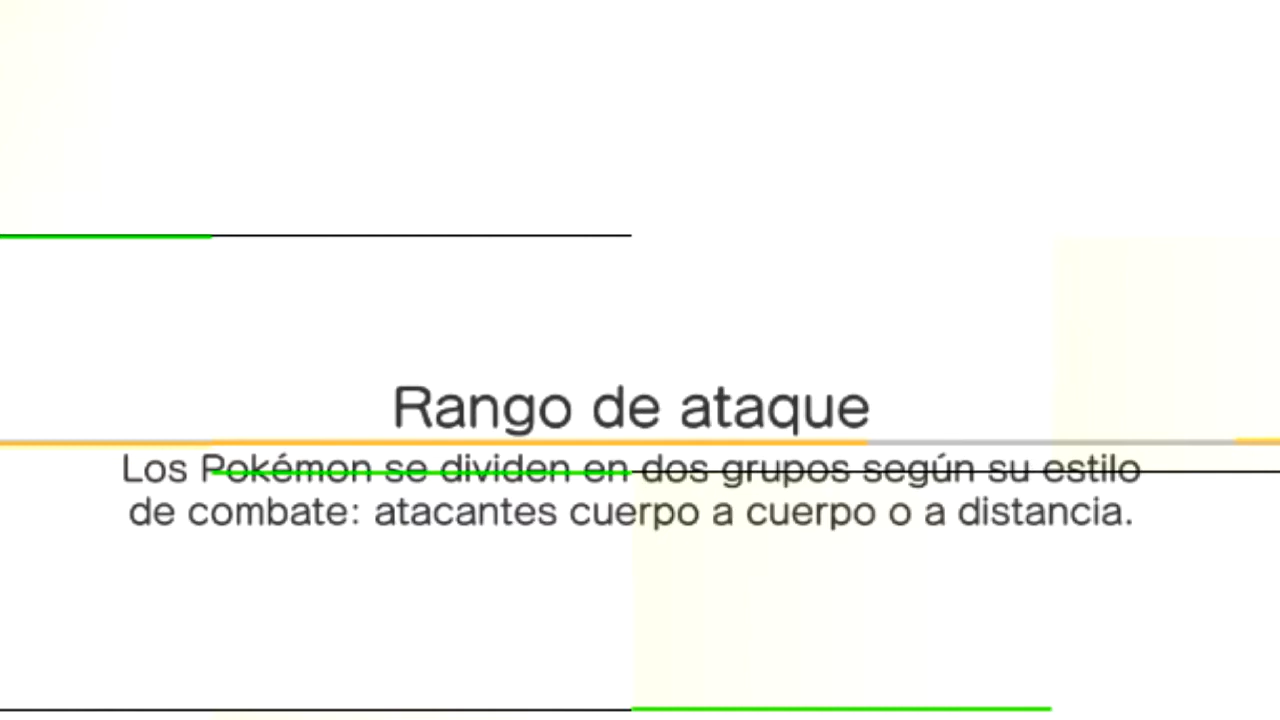 Rango de ataque
Los Pokémon se dividen en dos grupos según su estilo
de combate: atacantes cuerpo a cuerpo o a distancia.